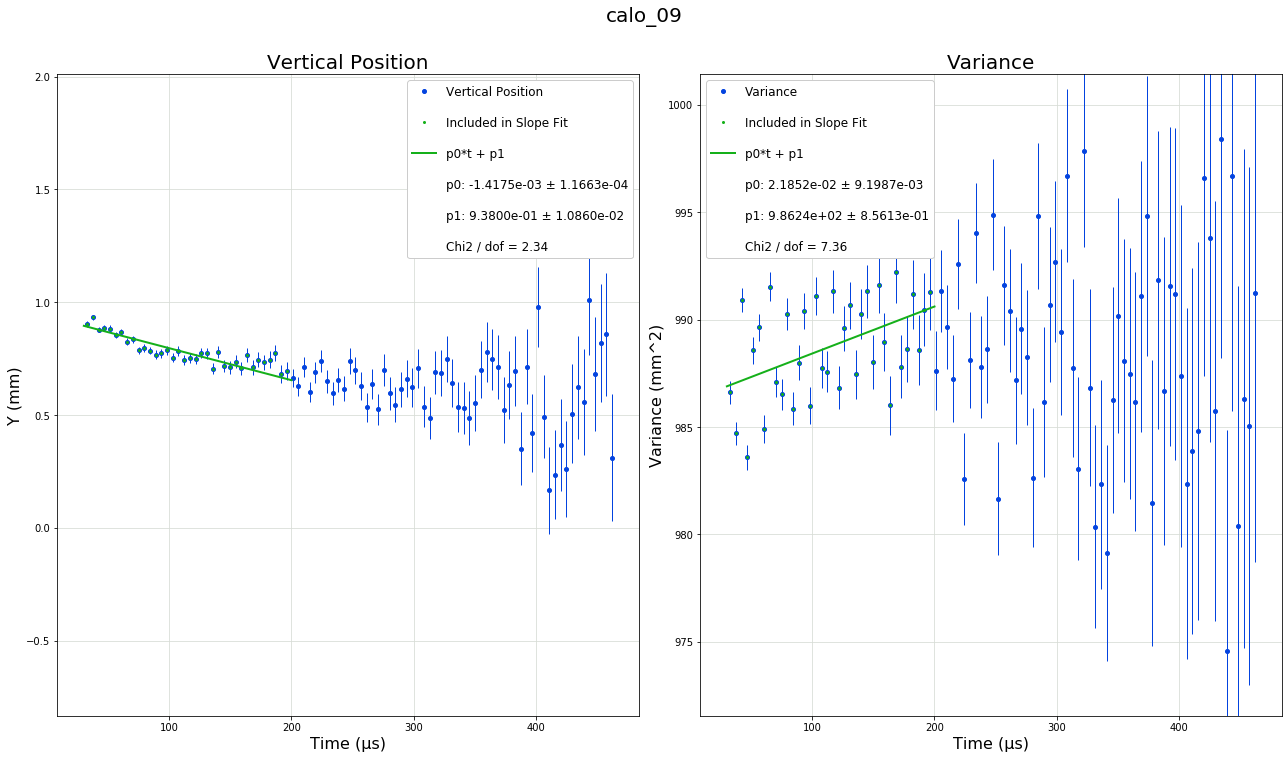 calo_09
Vertical Position
Variance
Vertical Position
Included in Slope Fit
p0*t + p1
p0: -1.4175e-03 ± 1.1663e-04
p1: 9.3800e-01 ± 1.0860e-02
Chi2 / dof = 2.34
Variance
Included in Slope Fit
p0*t + p1
p0: 2.1852e-02 ± 9.1987e-03
p1: 9.8624e+02 ± 8.5613e-01
Chi2 / dof = 7.36
2.0
1.5
1.0
0.5
0.0
−0.5
Y (mm)
100 200 300 400
Time (μs)
1000
995
990
985
980
975
Variance (mm^2)
100 200 300 400
Time (μs)